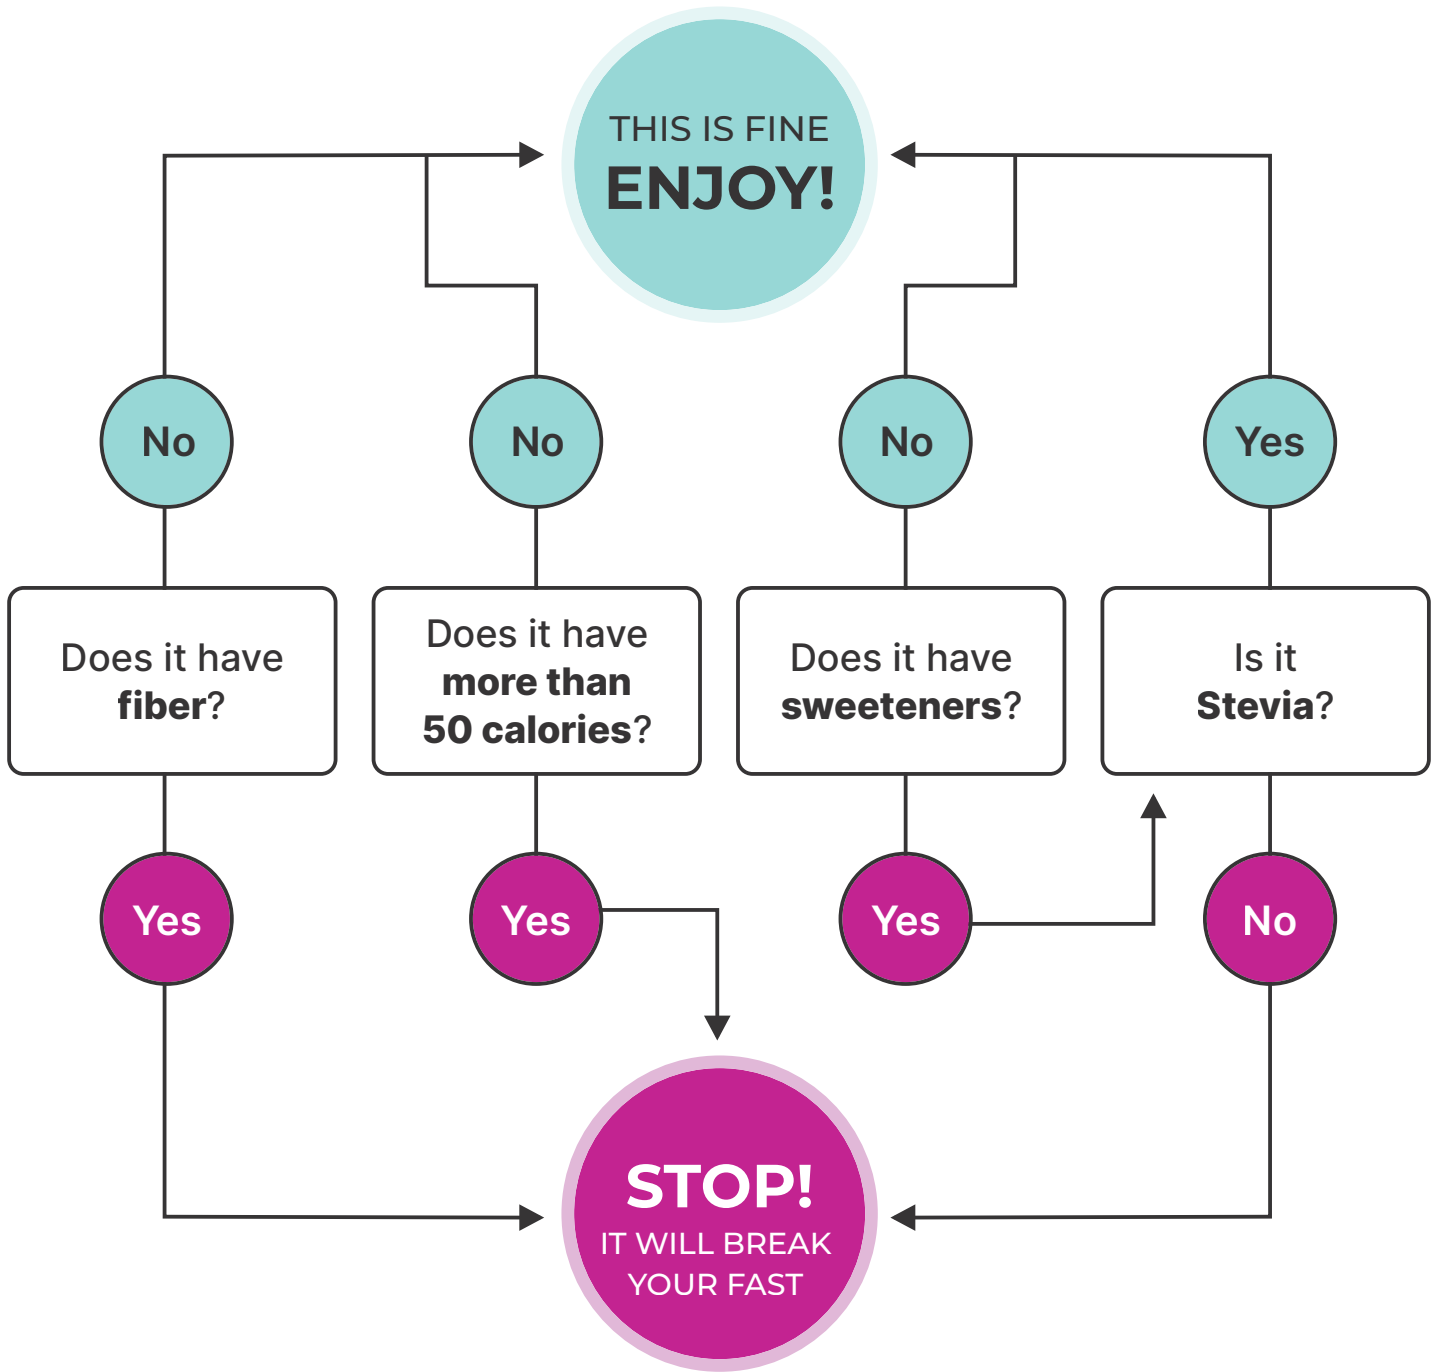 THIS IS FINE
ENJOY!
No
No
No
Yes
Does it have
fiber?
Does it have
more than
50 calories?
Does it have
sweeteners?
Is it
Stevia?
Yes
Yes
Yes
No
STOP!
IT WILL BREAK
YOUR FAST